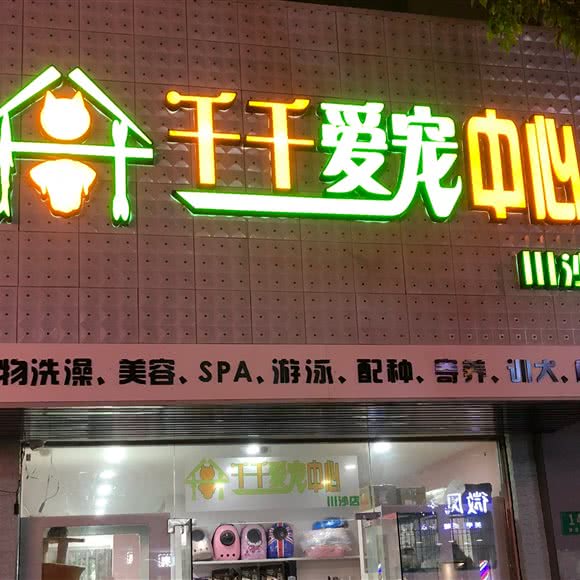 千千爱宠中心
川沙
物洗澡、美容、SPA、游泳、配种、寄养、训犬、
千千爱宠中心
川沙店
微风